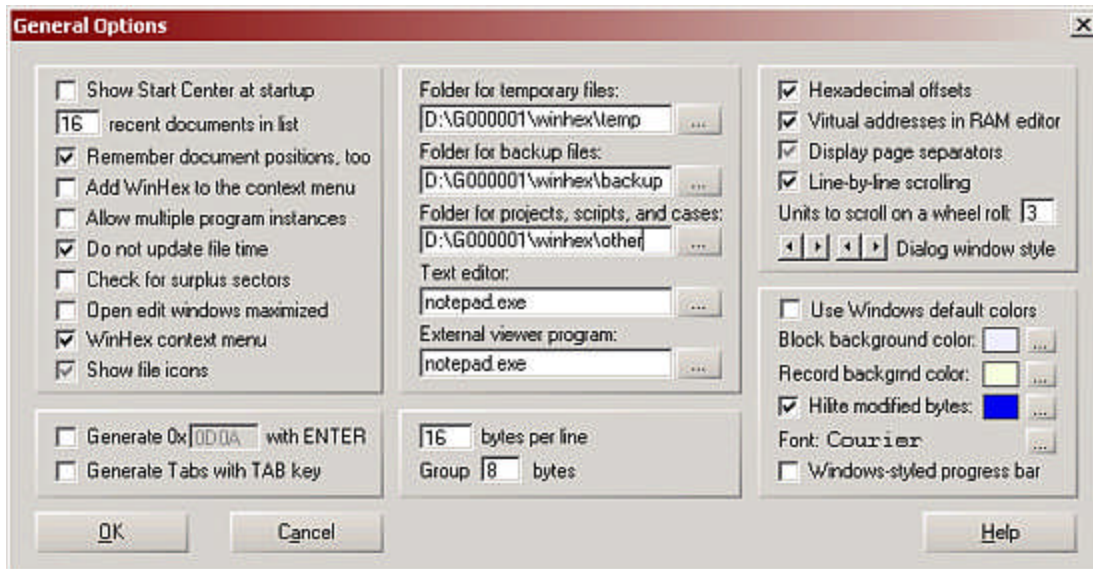 General Options
Show Start Center at startup
16 recent documents in list
Remember document positions, too
Add WinHex to the context menu
Allow multiple program instances
Do not update file time
Check for surplus sectors
Open edit windows maximized
WinHex context menu
Show file icons
Generate 0x 0D0A with ENTER
Generate Tabs with TAB key
Folder for temporary files:
D:\G000001\winhex\temp ...
Folder for backup files:
D:\G000001\winhex\backup ...
Folder for projects, scripts, and cases:
D:\G000001\winhex\other ...
Text editor:
notepad.exe ...
External viewer program:
notepad.exe ...
16 bytes per line
Group 8 bytes
Hexadecimal offsets
Virtual addresses in RAM editor
Display page separators
Line-by-line scrolling
Units to scroll on a wheel roll: 3
Dialog window style
Use Windows default colors
Block background color: ...
Record backgrnd color: ...
Hilite modified bytes: ...
Font: Courier ...
Windows-styled progress bar
OK
Cancel
Help